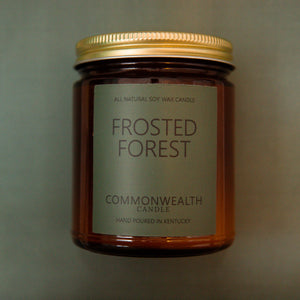 ALL NATURAL SOY WAX CANDLE
FROSTED
FOREST
COMMONWEALTH
CANDLE
HAND POURED IN KENTUCKY